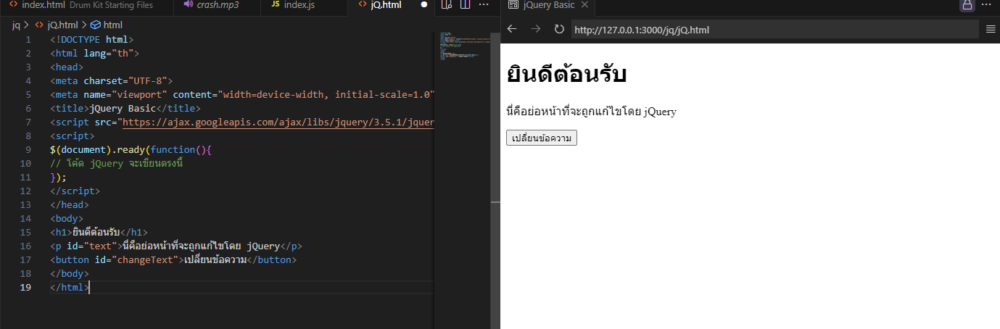 index.html Drum Kit Starting Files
crash.mp3
index.js
jQ.html
jQuery Basic
jq > jQ.html > html
http://127.0.0.1:3000/jq/jQ.html
1 <!DOCTYPE html>
2 <html lang="th">
3 <head>
4 <meta charset="UTF-8">
5 <meta name="viewport" content="width=device-width, initial-scale=1.0"
6 <title>jQuery Basic</title>
7 <script src="https://ajax.googleapis.com/ajax/libs/jquery/3.5.1/jquer
8 <script>
9 $(document).ready(function(){
10 // โค้ด jQuery จะเขียนตรงนี้
11 });
12 </script>
13 </head>
14 <body>
15 <h1>ยินดีต้อนรับ</h1>
16 <p id="text">นี่คือย่อหน้าที่จะถูกแก้ไขโดย jQuery</p>
17 <button id="changeText">เปลี่ยนข้อความ</button>
18 </body>
19 </html>
ยินดีต้อนรับ
นี่คือย่อหน้าที่จะถูกแก้ไขโดย jQuery
เปลี่ยนข้อความ